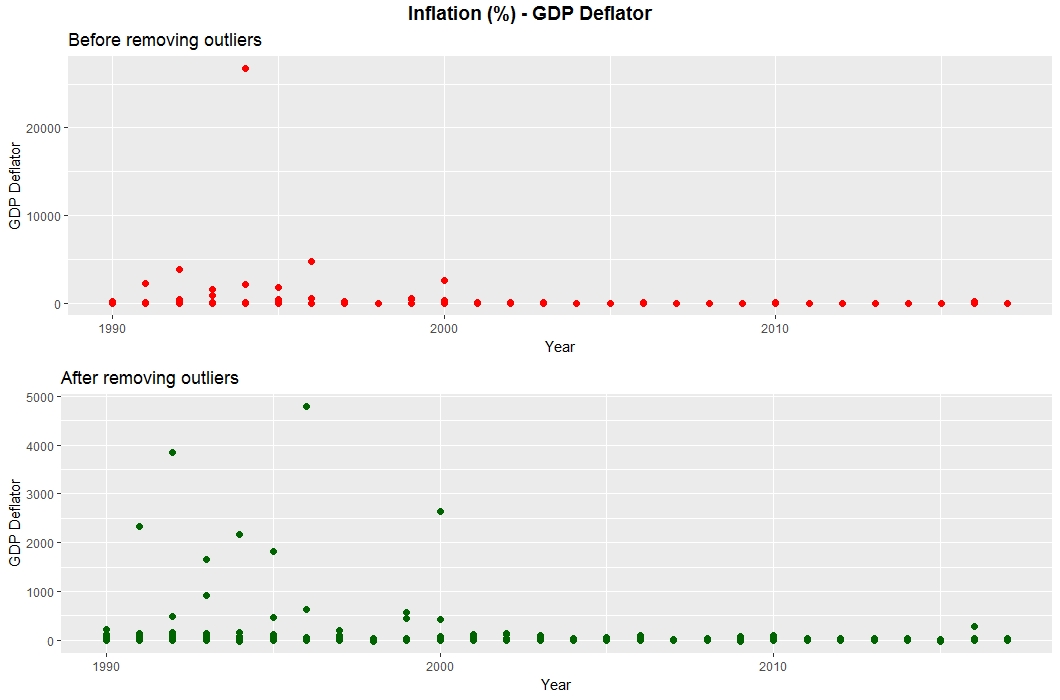 Inflation (%) - GDP Deflator
Before removing outliers
GDP Deflator
20000
10000
0
1990
2000
2010
Year
After removing outliers
GDP Deflator
5000
4000
3000
2000
1000
0
1990
2000
2010
Year